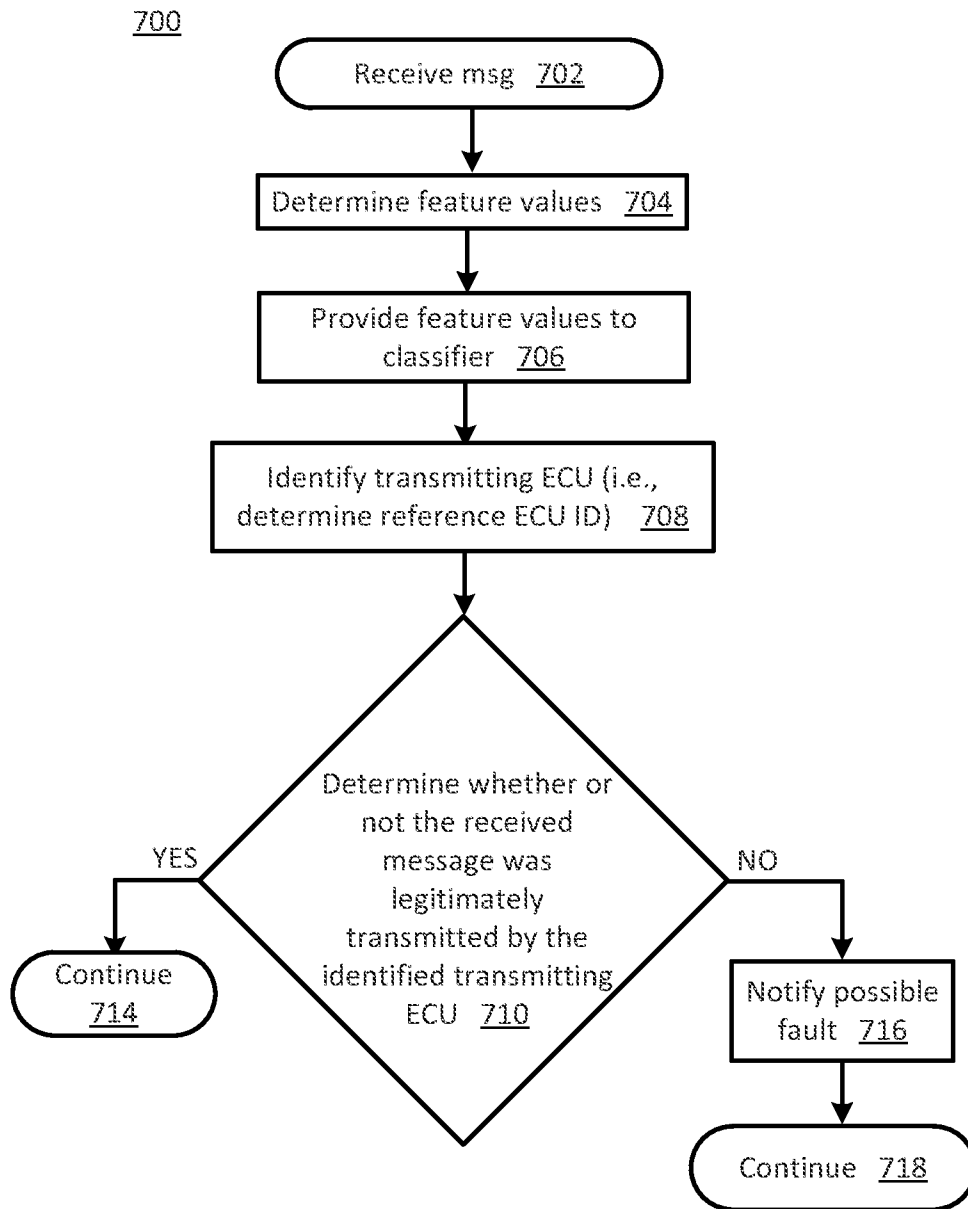 700
Receive msg 702
Determine feature values 704
Provide feature values to
classifier 706
Identify transmitting ECU (i.e.,
determine reference ECU ID) 708
Determine whether or
not the received
message was
legitimately
transmitted by the
identified transmitting
ECU 710
YES
NO
Continue
714
Notify possible
fault 716
Continue 718